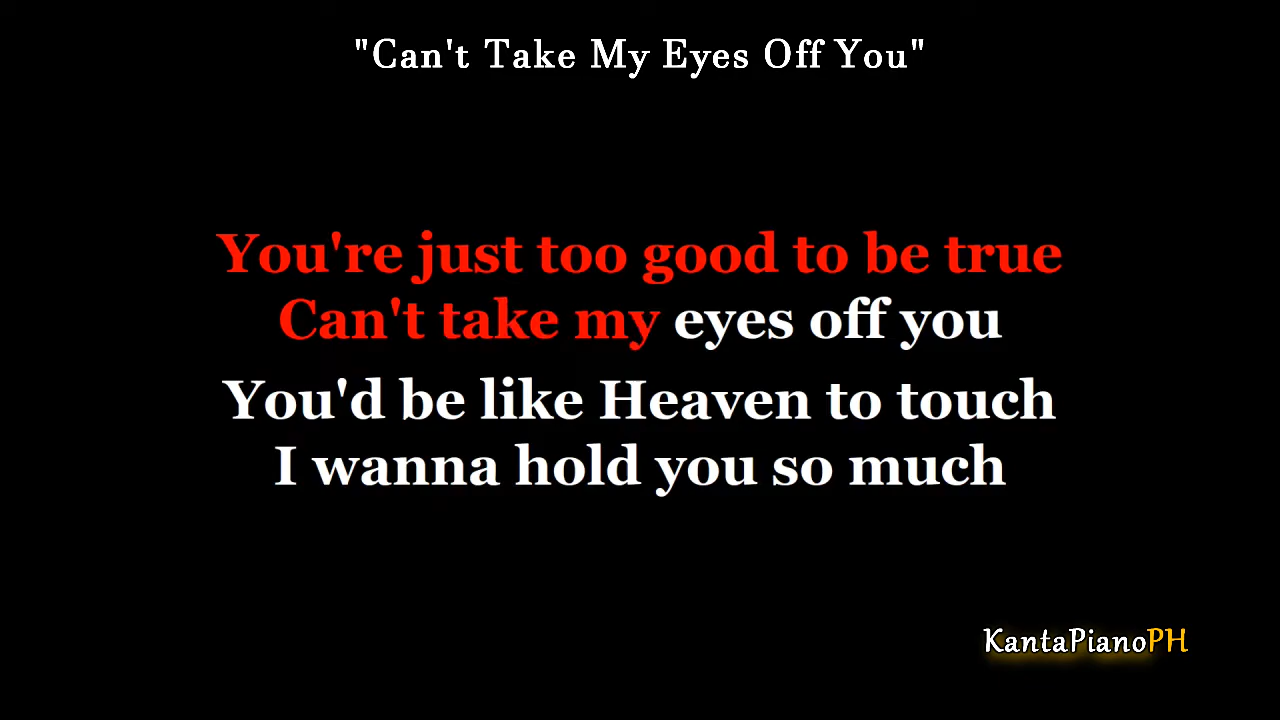 "Can't Take My Eyes Off You"
You're just too good to be true
Can't take my eyes off you
You'd be like Heaven to touch
I wanna hold you so much
KantaPianoPH